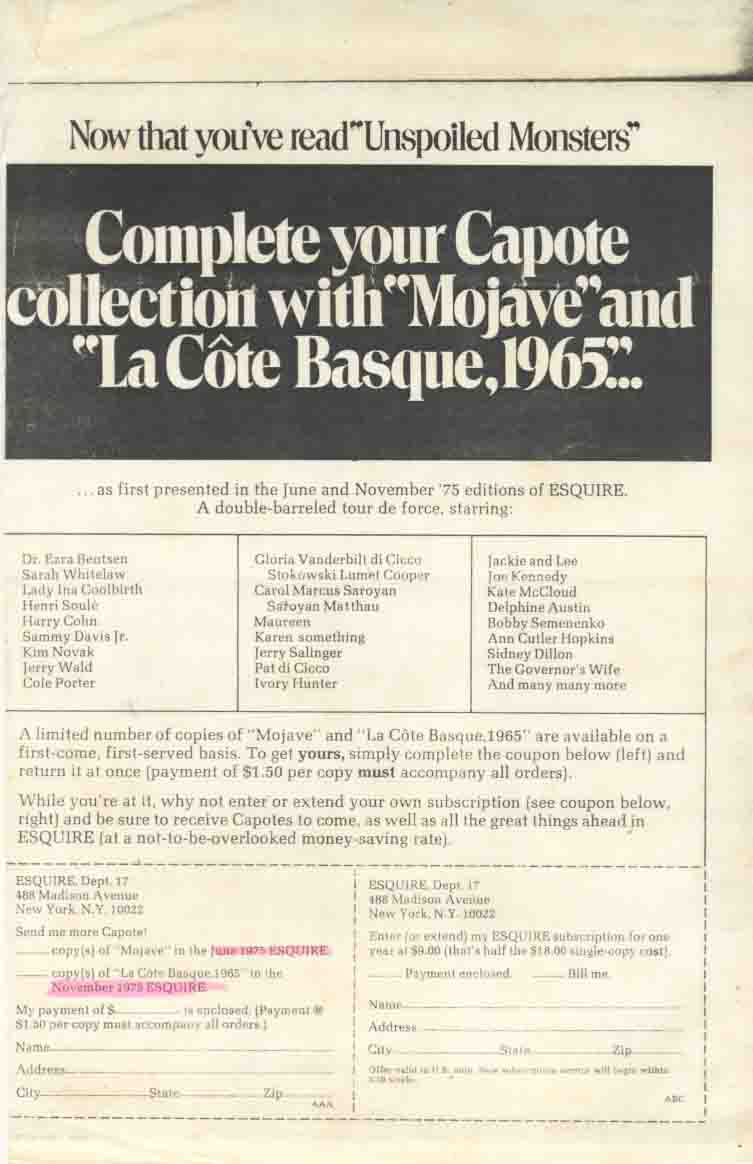 Now that you've read "Unspoiled Monsters"
Complete your Capote
collection with "Mojave" and
"La Côte Basque, 1965"...
...as first presented in the June and November '75 editions of ESQUIRE.
A double-barreled tour de force, starring:
Dr. Ezra Bentsen
Sarah Whitelaw
Lady Ina Coolbirth
Henri Soulé
Harry Cohn
Sammy Davis Jr.
Kim Novak
Jerry Wald
Cole Porter
Gloria Vanderbilt di Cicco
Stokowski Lumet Cooper
Carol Marcus Saroyan
Saroyan Matthau
Maureen
Karen something
Jerry Salinger
Pat di Cicco
Ivory Hunter
Jackie and Lee
Joe Kennedy
Kate McCloud
Delphine Austin
Bobby Semenenko
Ann Cutler Hopkins
Sidney Dillon
The Governor's Wife
And many many more
A limited number of copies of "Mojave" and "La Côte Basque, 1965" are available on a
first-come, first-served basis. To get yours, simply complete the coupon below (left) and
return it at once (payment of $1.50 per copy must accompany all orders).
While you're at it, why not enter or extend your own subscription (see coupon below,
right) and be sure to receive Capotes to come, as well as all the great things ahead in
ESQUIRE (at a not-to-be-overlooked money-saving rate).
ESQUIRE, Dept. 17
488 Madison Avenue
New York, N.Y. 10022
Send me more Capote!
copy(s) of "Mojave" in the June 1975 ESQUIRE
copy(s) of "La Côte Basque, 1965" in the
November 1975 ESQUIRE
My payment of $ is enclosed. (Payment @
$1.50 per copy must accompany all orders.)
Name
Address
City State Zip
AAA
ESQUIRE, Dept. 17
488 Madison Avenue
New York, N.Y. 10022
Enter (or extend) my ESQUIRE subscription for one
year at $9.00 (that's half the $18.00 single-copy cost).
Payment enclosed. Bill me.
Name
Address
City State Zip
Offer valid in U.S. only. New subscription service will begin within
ABC